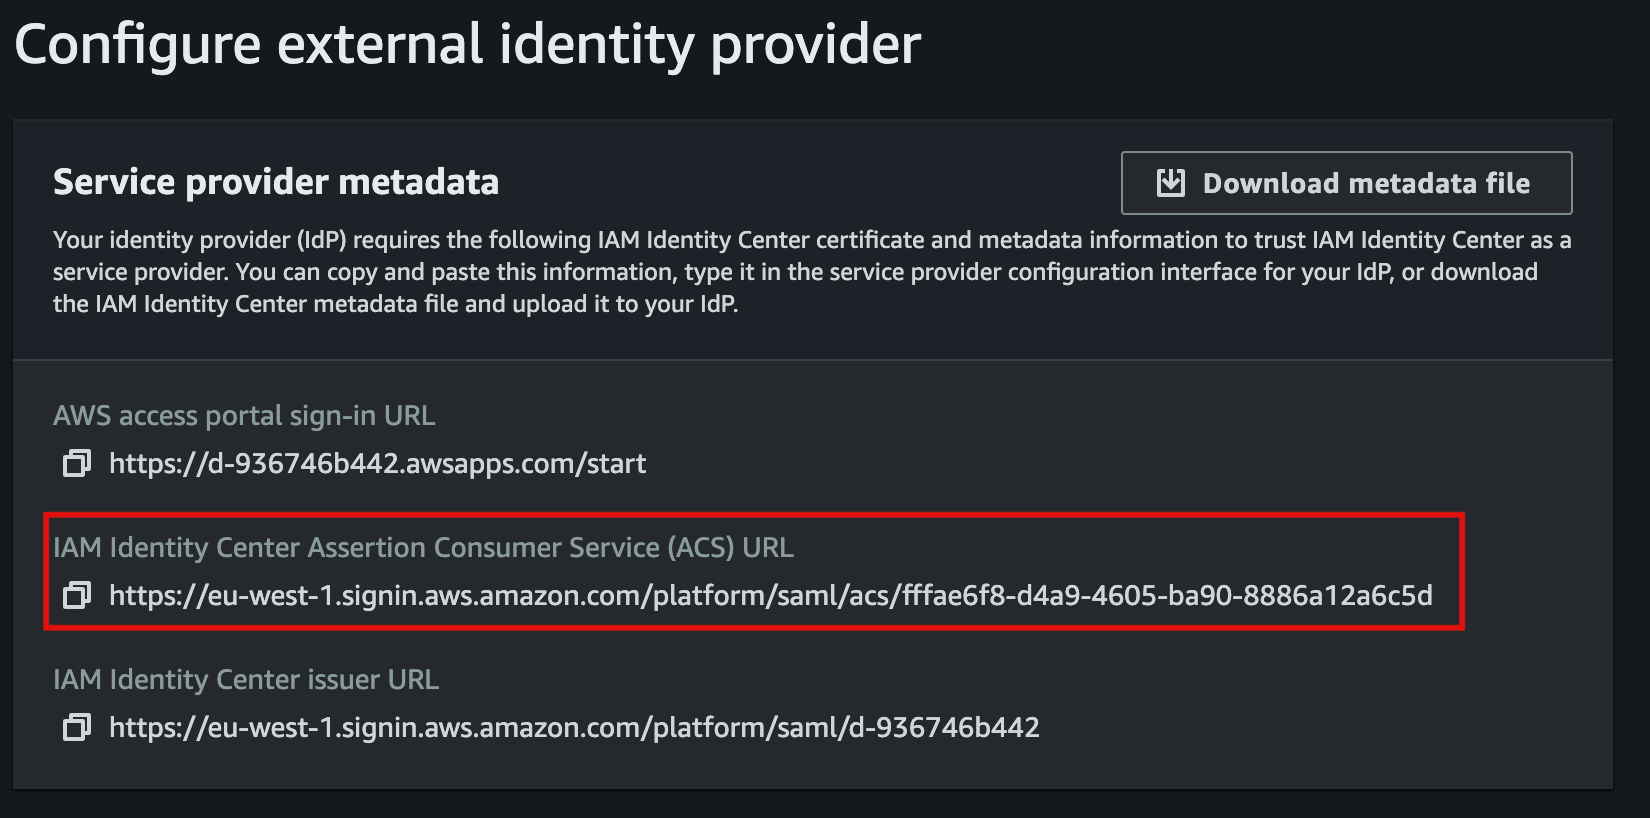 Configure external identity provider
Service provider metadata
Download metadata file
Your identity provider (IdP) requires the following IAM Identity Center certificate and metadata information to trust IAM Identity Center as a
service provider. You can copy and paste this information, type it in the service provider configuration interface for your IdP, or download
the IAM Identity Center metadata file and upload it to your IdP.
AWS access portal sign-in URL
https://d-936746b442.awsapps.com/start
IAM Identity Center Assertion Consumer Service (ACS) URL
https://eu-west-1.signin.aws.amazon.com/platform/saml/acs/fffae6f8-d4a9-4605-ba90-8886a12a6c5d
IAM Identity Center issuer URL
https://eu-west-1.signin.aws.amazon.com/platform/saml/d-936746b442